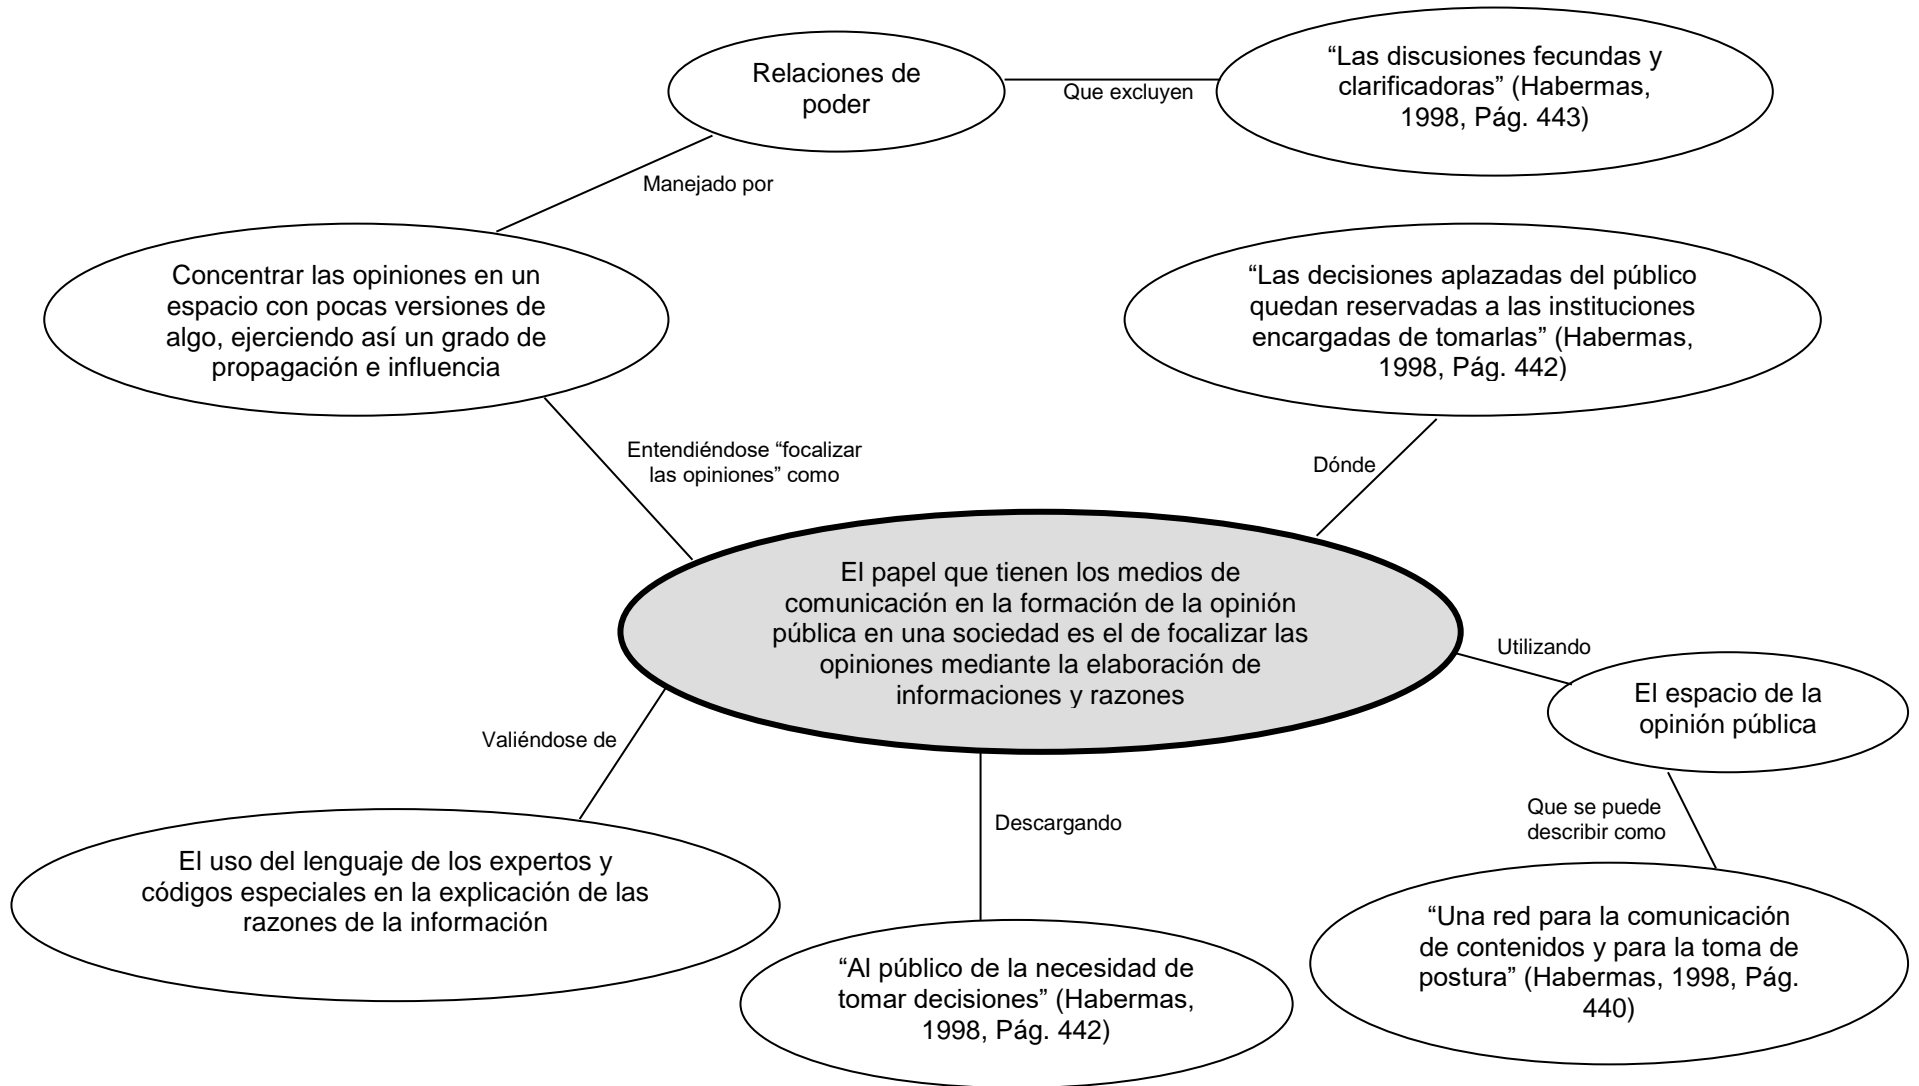 Relaciones de
poder
Que excluyen
“Las discusiones fecundas y
clarificadoras” (Habermas,
1998, Pág. 443)
Manejado por
Concentrar las opiniones en un
espacio con pocas versiones de
algo, ejerciendo así un grado de
propagación e influencia
“Las decisiones aplazadas del público
quedan reservadas a las instituciones
encargadas de tomarlas” (Habermas,
1998, Pág. 442)
Entendiéndose “focalizar
las opiniones” como
Dónde
El papel que tienen los medios de
comunicación en la formación de la opinión
pública en una sociedad es el de focalizar las
opiniones mediante la elaboración de
informaciones y razones
Utilizando
El espacio de la
opinión pública
Valiéndose de
Descargando
Que se puede
describir como
El uso del lenguaje de los expertos y
códigos especiales en la explicación de las
razones de la información
“Al público de la necesidad de
tomar decisiones” (Habermas,
1998, Pág. 442)
“Una red para la comunicación
de contenidos y para la toma de
postura” (Habermas, 1998, Pág.
440)